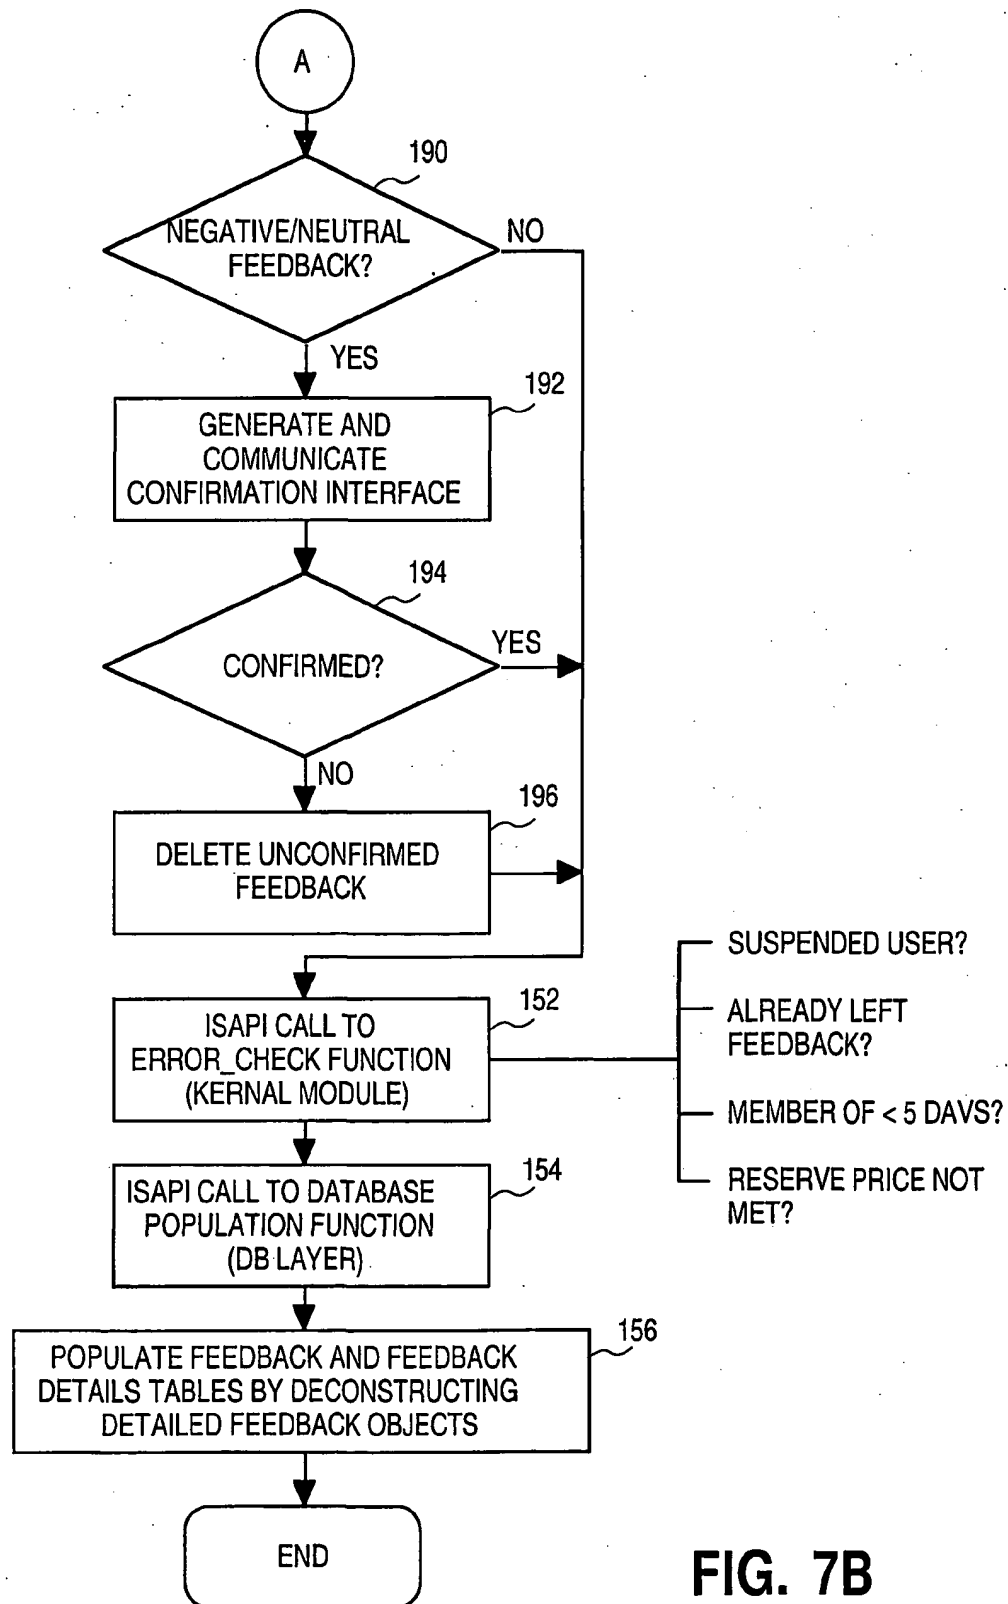 A
190
NEGATIVE/NEUTRAL
FEEDBACK?
NO
YES
192
GENERATE AND
COMMUNICATE
CONFIRMATION INTERFACE
194
CONFIRMED?
YES
NO
196
DELETE UNCONFIRMED
FEEDBACK
152
ISAPI CALL TO
ERROR_CHECK FUNCTION
(KERNAL MODULE)
SUSPENDED USER?
ALREADY LEFT
FEEDBACK?
MEMBER OF < 5 DAVS?
RESERVE PRICE NOT
MET?
154
ISAPI CALL TO DATABASE
POPULATION FUNCTION
(DB LAYER)
156
POPULATE FEEDBACK AND FEEDBACK
DETAILS TABLES BY DECONSTRUCTING
DETAILED FEEDBACK OBJECTS
END
FIG. 7B